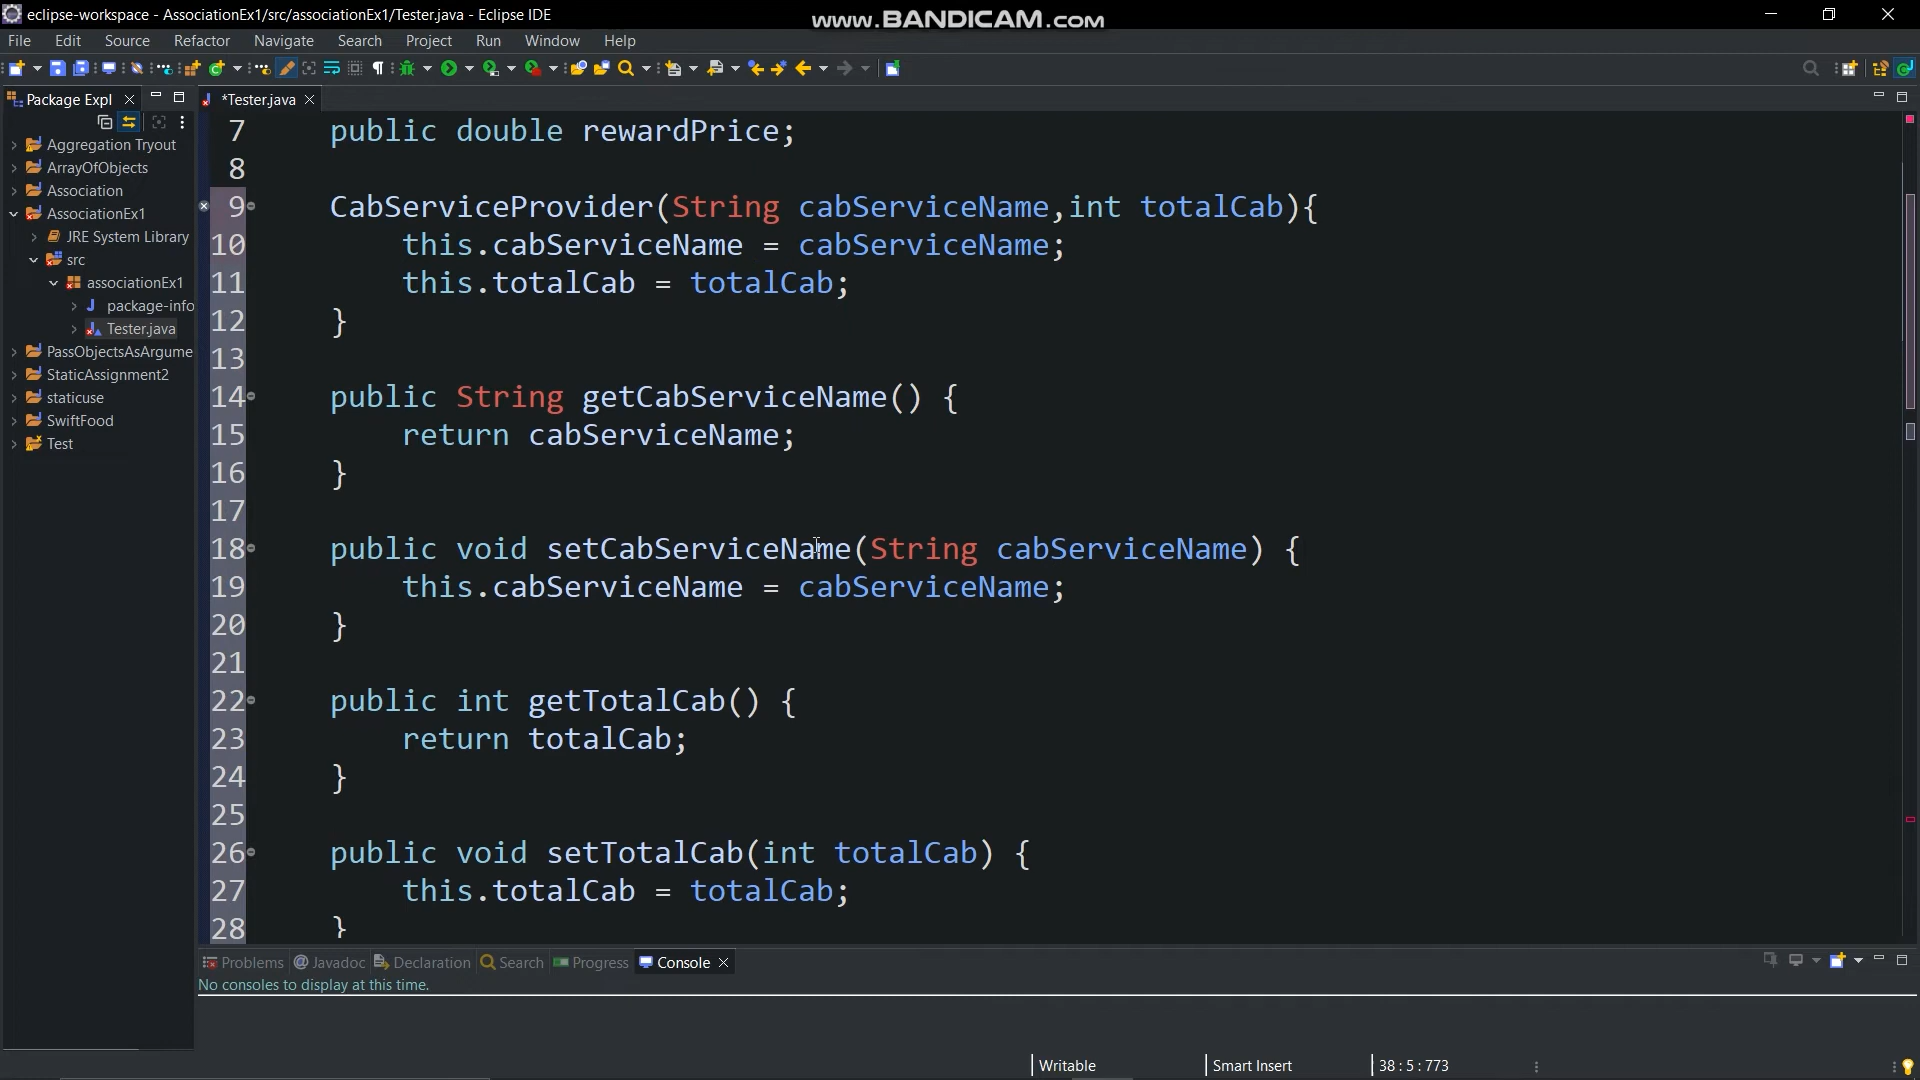 eclipse-workspace - AssociationEx1/src/associationEx1/Tester.java - Eclipse IDE
www.BANDICAM.com
File Edit Source Refactor Navigate Search Project Run Window Help
Package Expl
*Tester.java
Aggregation Tryout
ArrayOfObjects
Association
AssociationEx1
JRE System Library
src
associationEx1
package-info
Tester.java
PassObjectsAsArgume
StaticAssignment2
staticuse
SwiftFood
Test
7 public double rewardPrice;
8
9 CabServiceProvider(String cabServiceName,int totalCab){
10 this.cabServiceName = cabServiceName;
11 this.totalCab = totalCab;
12 }
13
14 public String getCabServiceName() {
15 return cabServiceName;
16 }
17
18 public void setCabServiceName(String cabServiceName) {
19 this.cabServiceName = cabServiceName;
20 }
21
22 public int getTotalCab() {
23 return totalCab;
24 }
25
26 public void setTotalCab(int totalCab) {
27 this.totalCab = totalCab;
28 }
Problems Javadoc Declaration Search Progress Console
No consoles to display at this time.
Writable Smart Insert 38 : 5 : 773